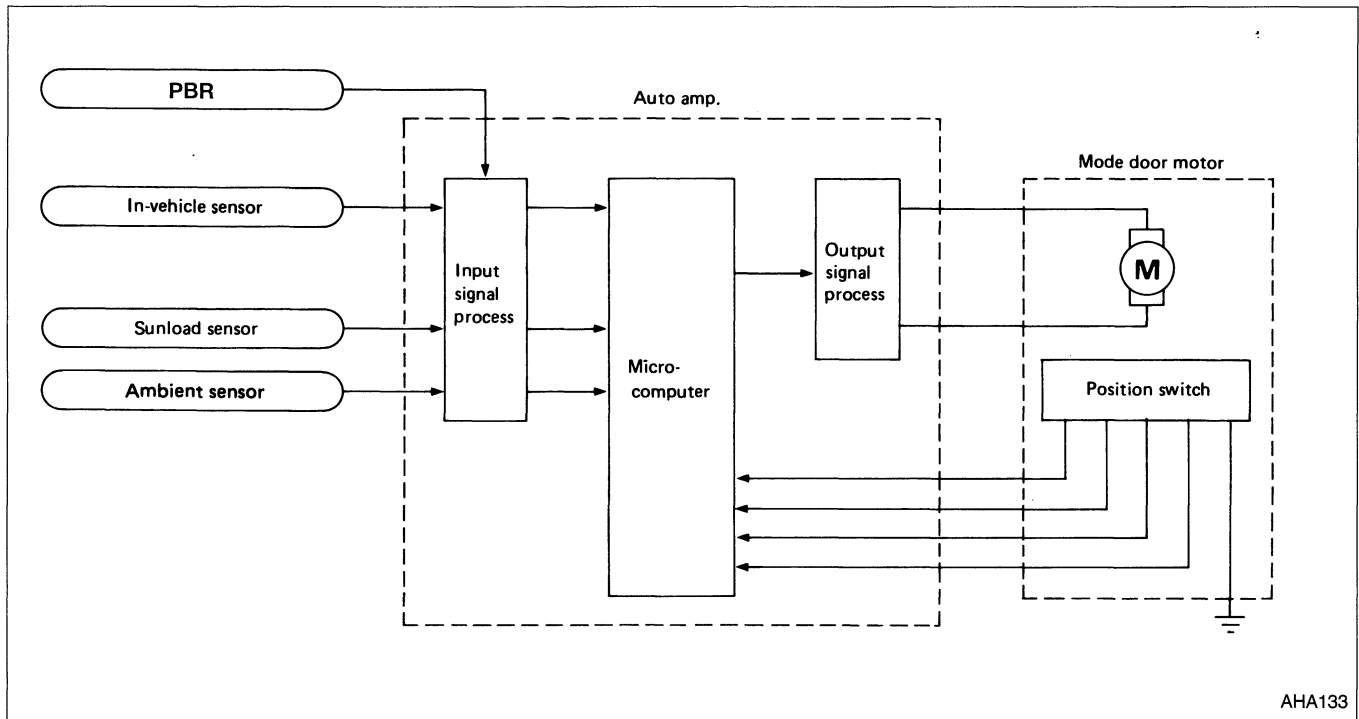 PBR
Auto amp.
Mode door motor
In-vehicle sensor
Input
signal
process
Output
signal
process
M
Sunload sensor
Micro-
computer
Ambient sensor
Position switch
AHA133